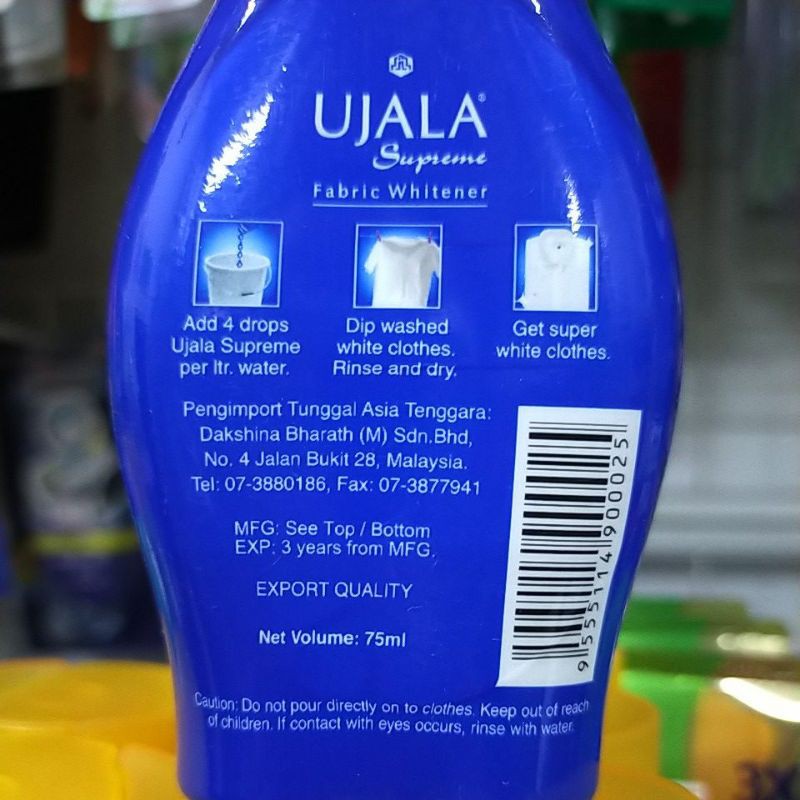 UJALA®
Supreme
Fabric Whitener
Add 4 drops
Ujala Supreme
per ltr. water.
Dip washed
white clothes.
Rinse and dry.
Get super
white clothes.
Pengimport Tunggal Asia Tenggara:
Dakshina Bharath (M) Sdn.Bhd,
No. 4 Jalan Bukit 28, Malaysia.
Tel: 07-3880186, Fax: 07-3877941
MFG: See Top / Bottom
EXP: 3 years from MFG.
EXPORT QUALITY
Net Volume: 75ml
9 555114 900025
Caution: Do not pour directly on to clothes. Keep out of reach
of children. If contact with eyes occurs, rinse with water.
3X